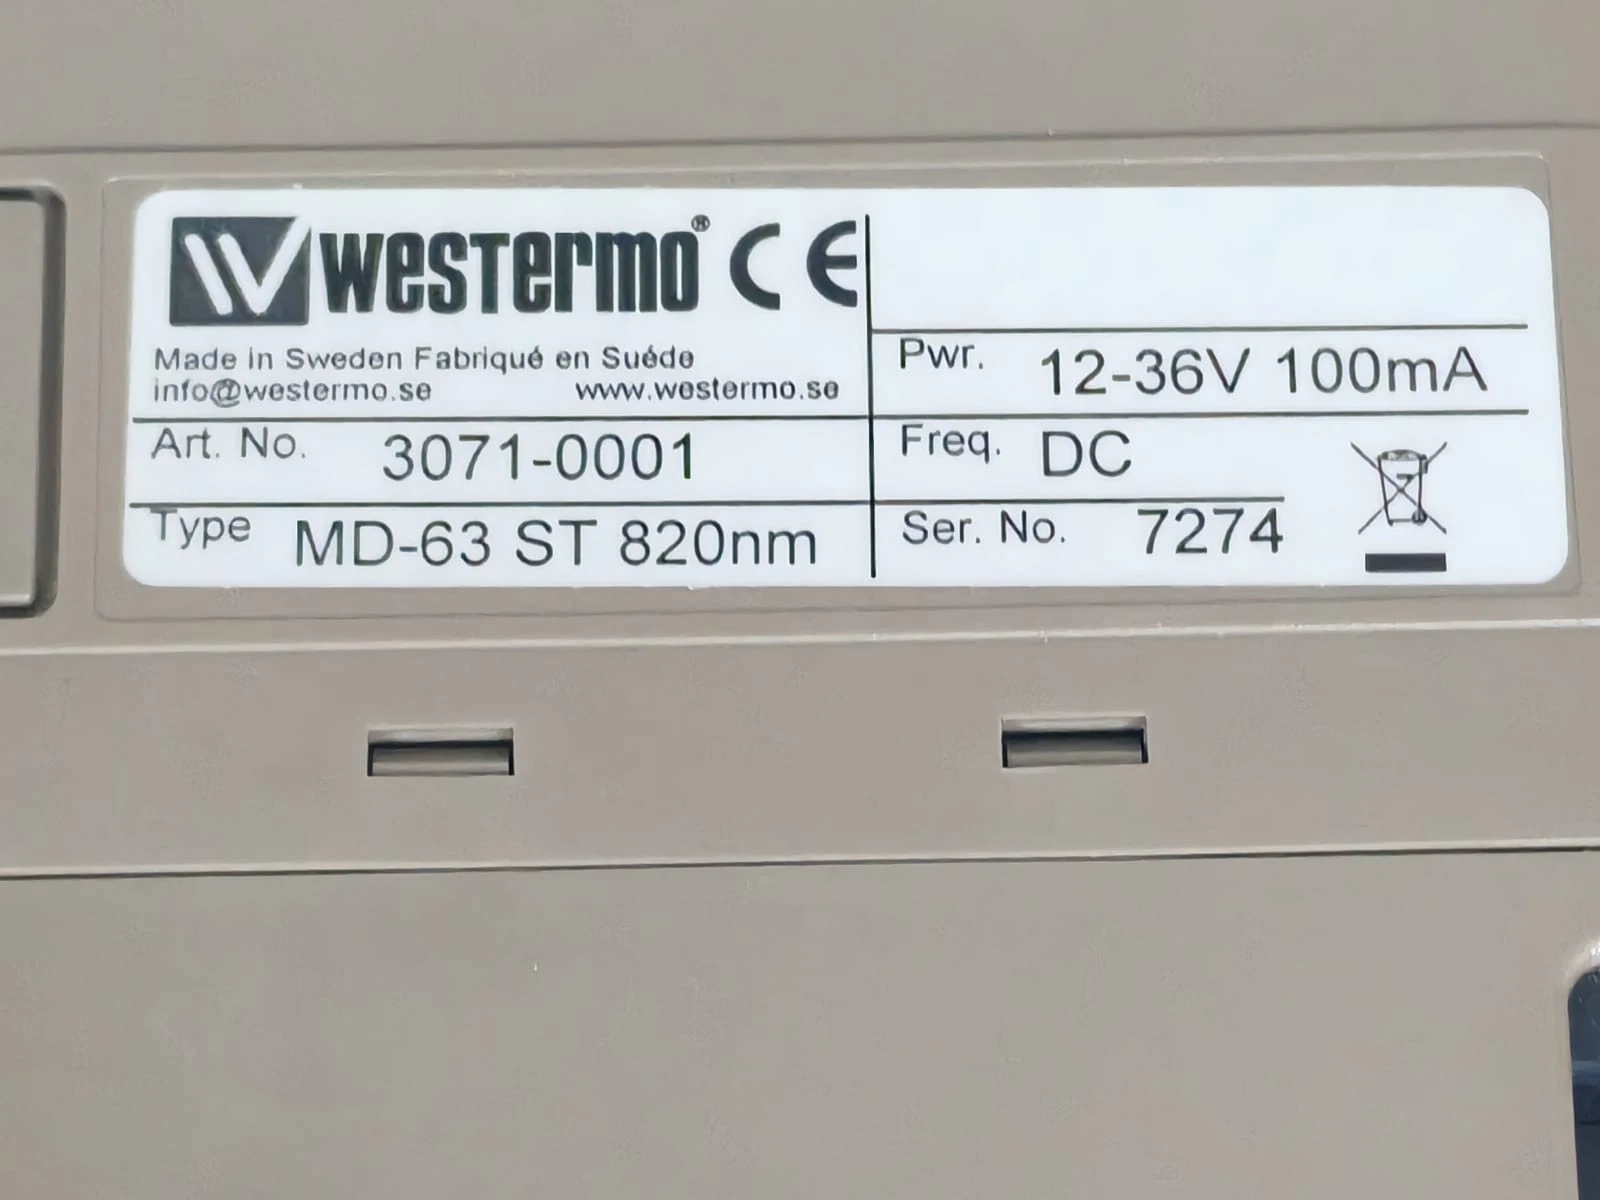 WESTERMO® CE
Made in Sweden Fabriqué en Suéde
info@westermo.se www.westermo.se
Art. No. 3071-0001
Type MD-63 ST 820nm
Pwr. 12-36V 100mA
Freq. DC
Ser. No. 7274